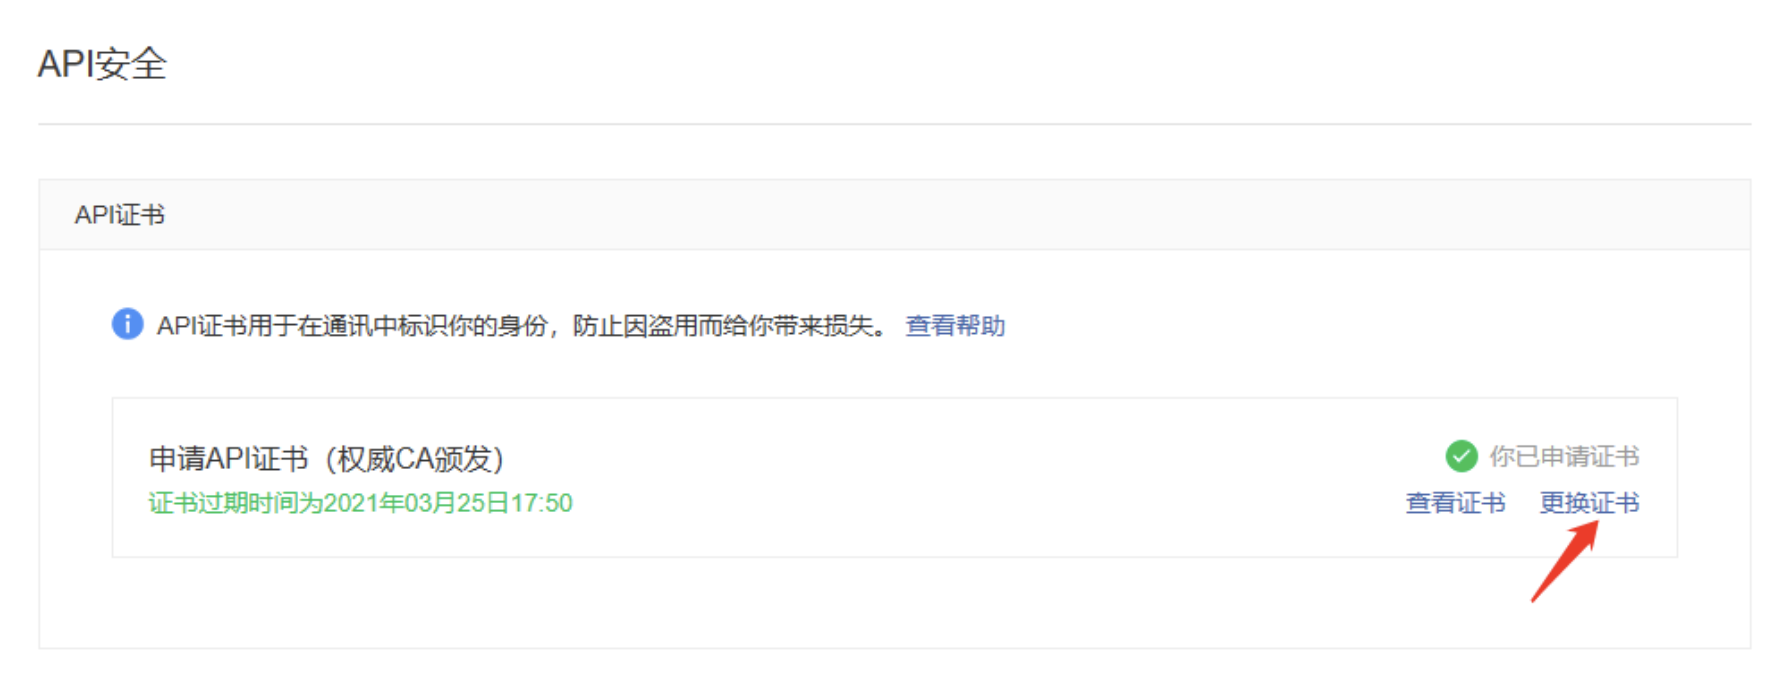 API安全
API证书
API证书用于在通讯中标识你的身份，防止因盗用而给你带来损失。 查看帮助
申请API证书（权威CA颁发）
你已申请证书
证书过期时间为2021年03月25日17:50
查看证书 更换证书